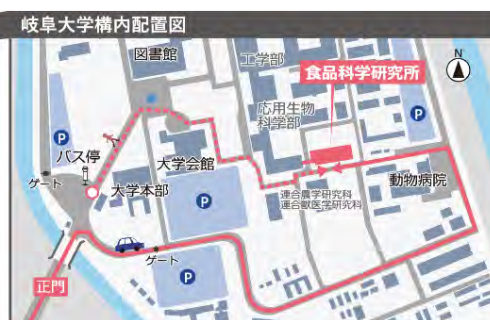 岐阜大学構内配置図
図書館
工学部
N
食品科学研究所
応用生物
科学部
P
P
バス停
大学会館
ゲート
大学本部
連合農学研究科
連合獣医学研究科
動物病院
P
ゲート
P
正門